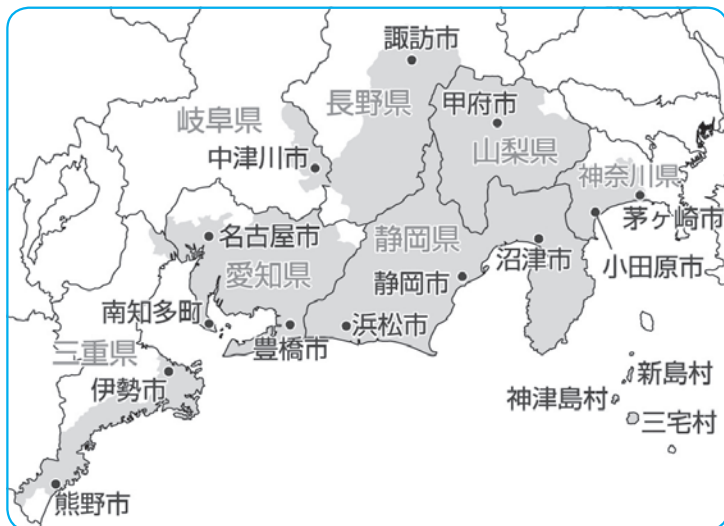 諏訪市
長野県
甲府市
岐阜県
山梨県
中津川市
神奈川県
茅ヶ崎市
名古屋市
静岡県
沼津市
小田原市
愛知県
静岡市
南知多町
豊橋市
浜松市
三重県
伊勢市
新島村
神津島村
三宅村
熊野市